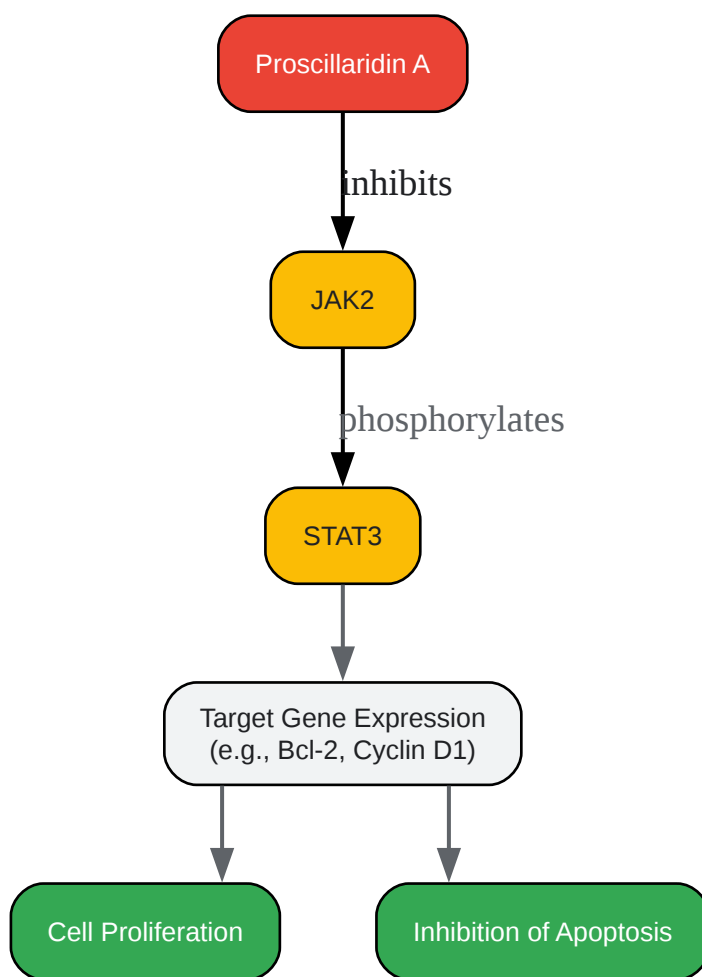 Proscillaridin A
inhibits
JAK2
phosphorylates
STAT3
Target Gene Expression
(e.g., Bcl-2, Cyclin D1)
Cell Proliferation
Inhibition of Apoptosis